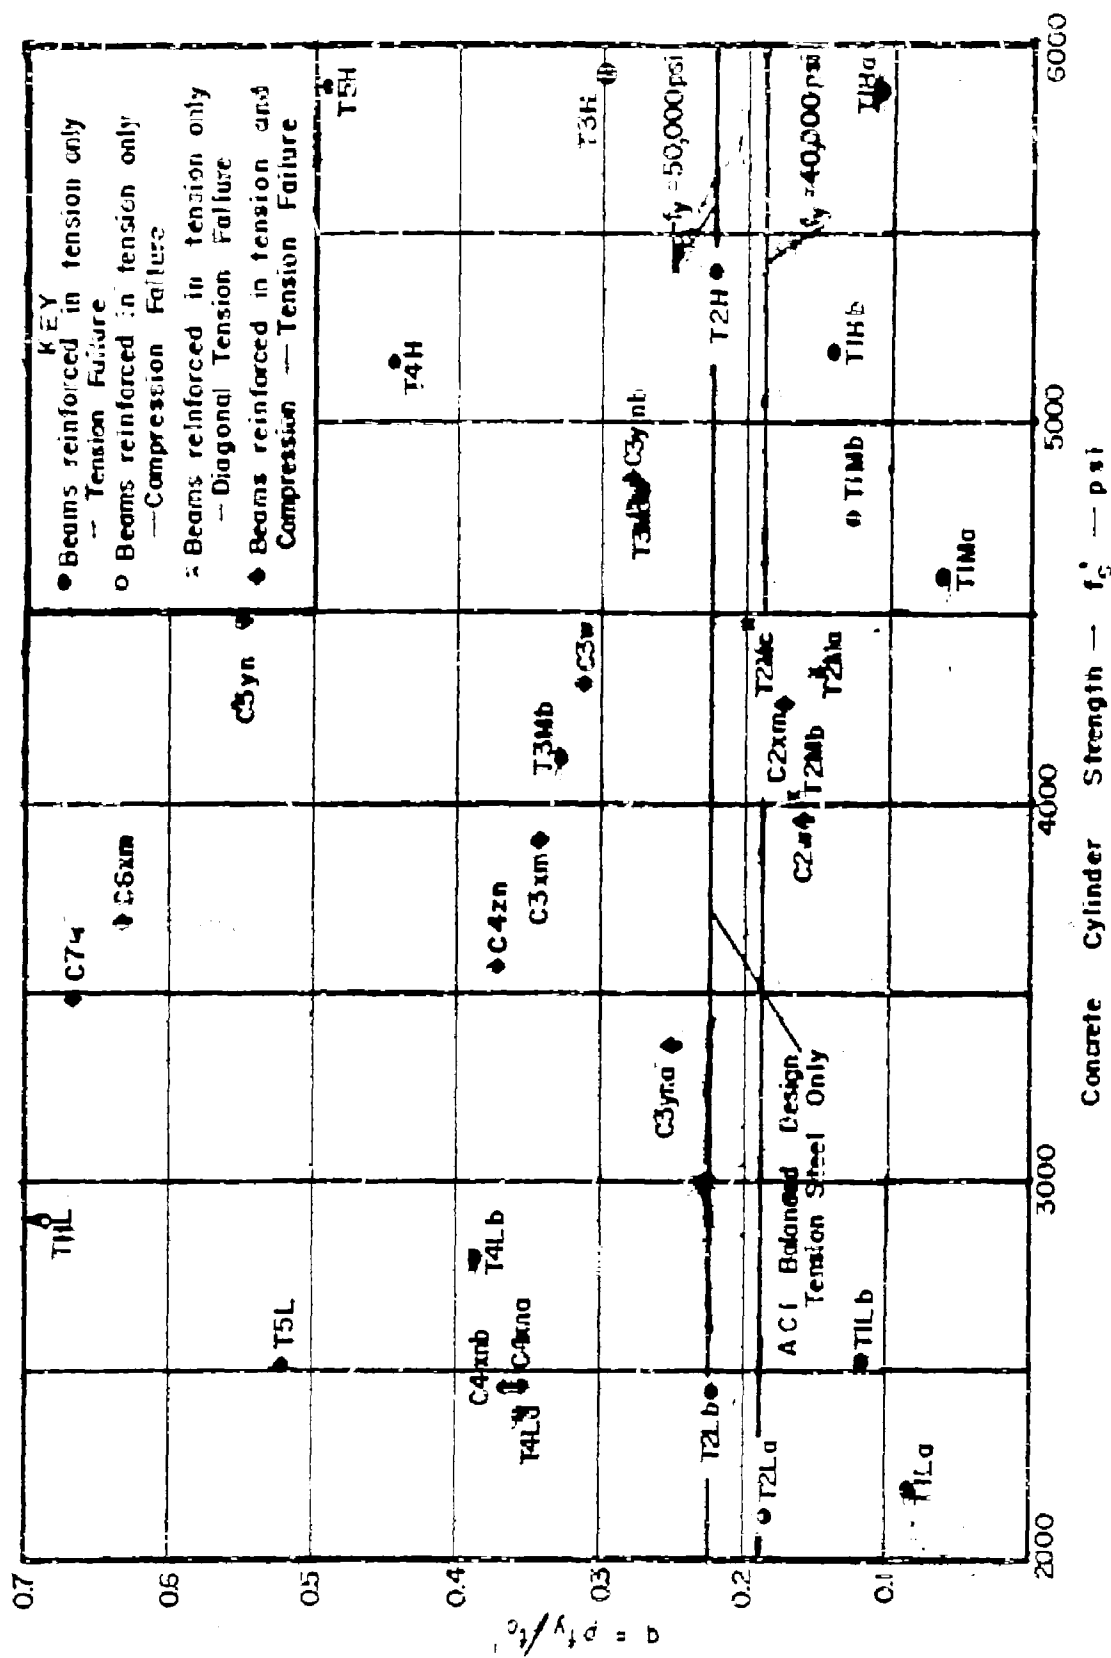 KEY
● Beams reinforced in tension only
— Tension Failure
○ Beams reinforced in tension only
— Compression Failure
x Beams reinforced in tension only
— Diagonal Tension Failure
◆ Beams reinforced in tension and
Compression — Tension Failure
0.7
0.6
0.5
0.4
0.3
0.2
0.1
q = p fy/fc'
2000
3000
4000
5000
6000
Concrete Cylinder Strength — fc' — psi
C74
C6xm
C5yn
T5H
T5L
T4H
T4Lb
C4xnb
C4xna
C4zn
C3xm
T3Mb
C3w
C3ynb
T3H
C3yna
fy = 50,000 psi
T2H
T2Lb
T2La
fy = 40,000 psi
ACI Balanced Design
Tension Steel Only
T2Mc
T2Ma
C2xm
T2Mb
C2w
T1Hb
T1Mb
T1Ha
T1Ma
T1Lb
T1La